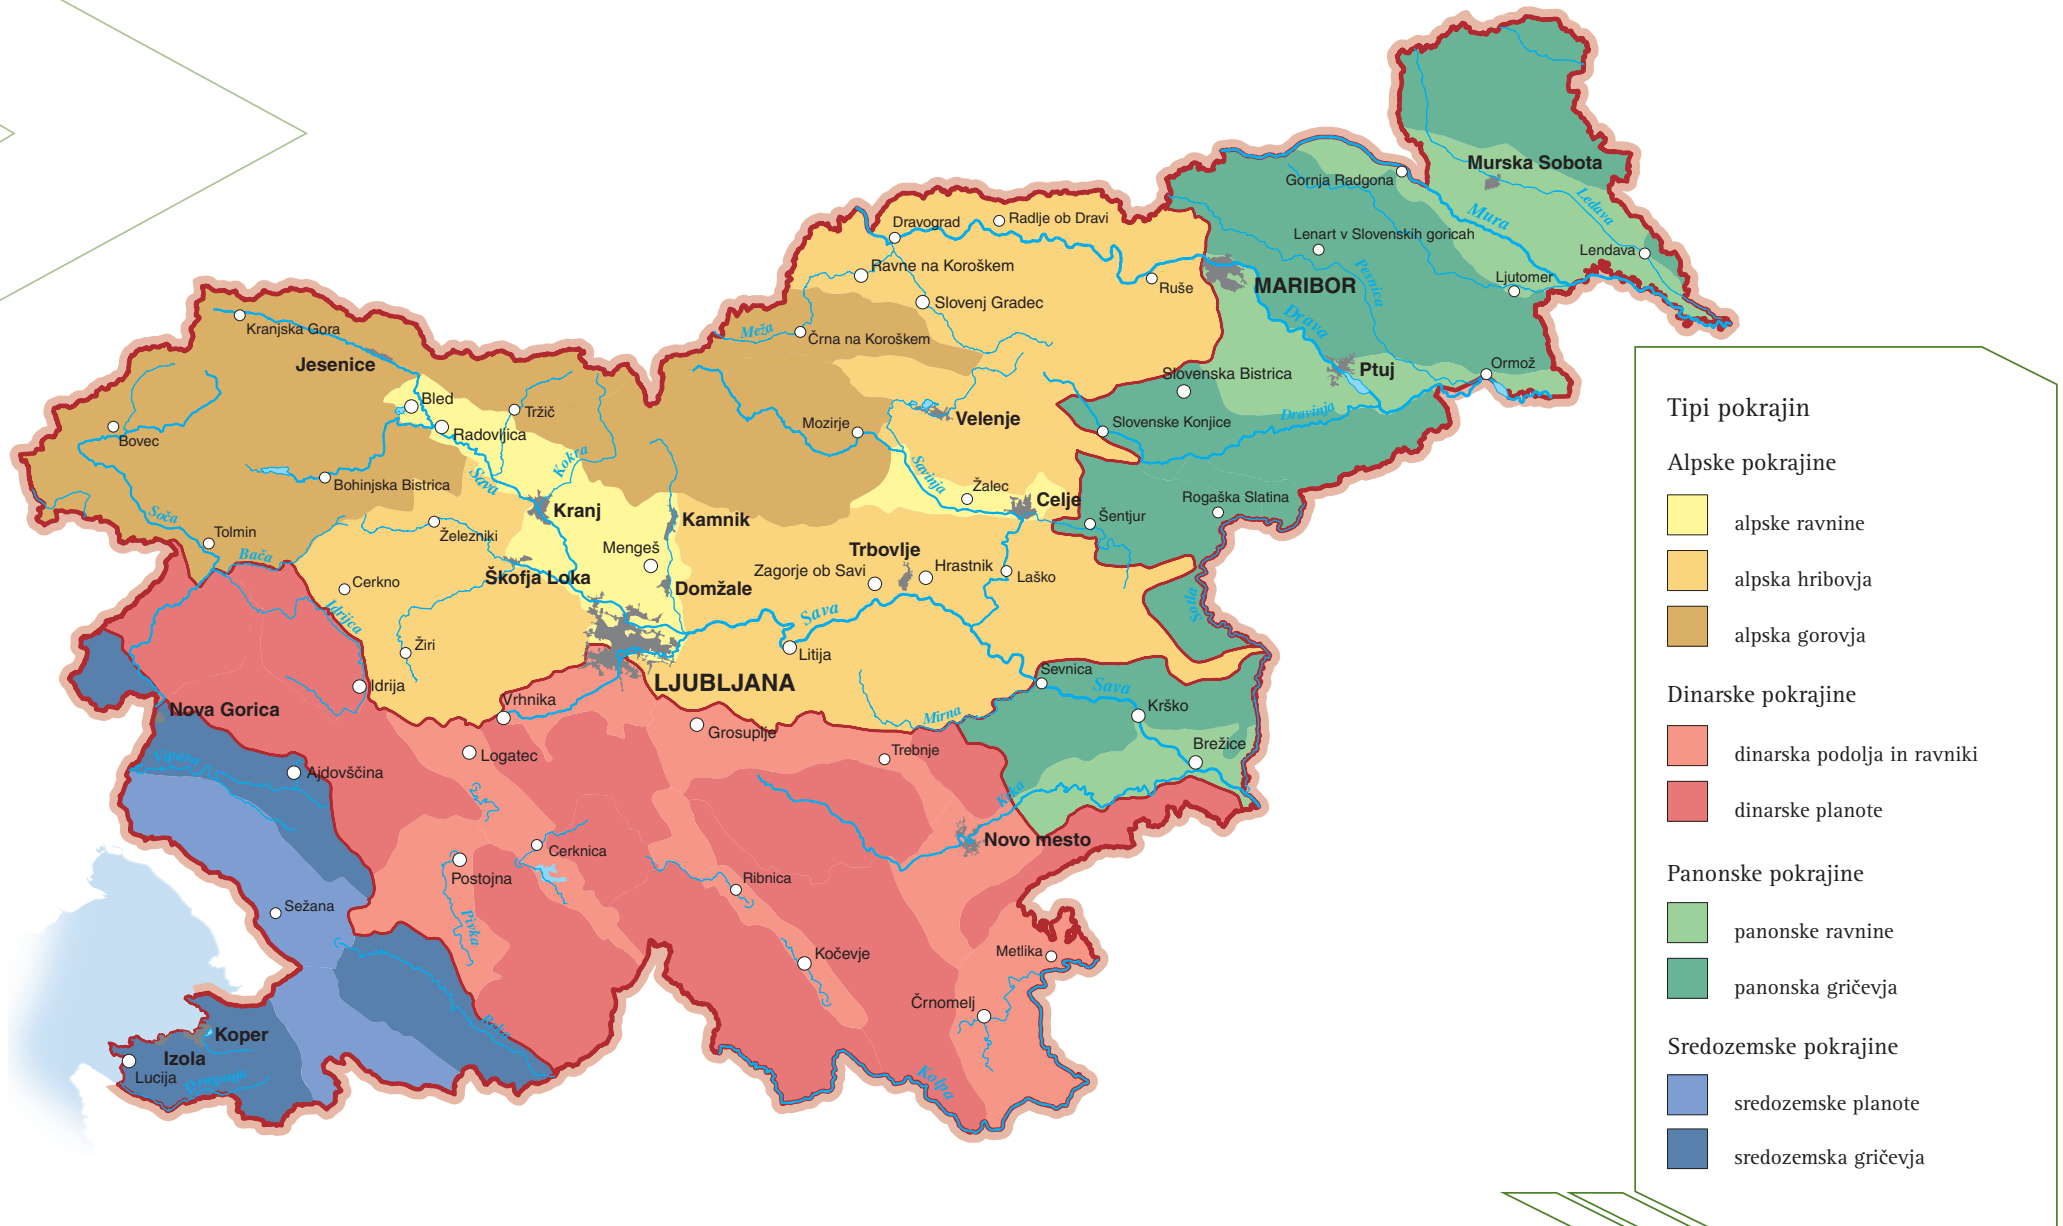 Murska Sobota
Gornja Radgona
Ledava
Mura
Dravograd
Radlje ob Dravi
Lenart v Slovenskih goricah
Lendava
Ravne na Koroškem
Pesnica
Ljutomer
Ruše
MARIBOR
Slovenj Gradec
Kranjska Gora
Meža
Črna na Koroškem
Drava
Jesenice
Ptuj
Ormož
Slovenska Bistrica
Bled
Tržič
Mozirje
Velenje
Dravinja
Slovenske Konjice
Bovec
Radovljica
Kokra
Sava
Savinja
Bohinjska Bistrica
Žalec
Celje
Rogaška Slatina
Soča
Kranj
Kamnik
Šentjur
Tolmin
Železniki
Bača
Mengeš
Trbovlje
Hrastnik
Zagorje ob Savi
Laško
Škofja Loka
Cerkno
Domžale
Idrijca
Sava
Sotla
Žiri
Litija
Idrija
LJUBLJANA
Sevnica
Sava
Vrhnika
Nova Gorica
Krško
Mirna
Grosuplje
Logatec
Trebnje
Brežice
Vipava
Ajdovščina
Krka
Novo mesto
Cerknica
Postojna
Ribnica
Sežana
Pivka
Kočevje
Metlika
Črnomelj
Reka
Koper
Izola
Lucija
Dragonja
Kolpa
Tipi pokrajin
Alpske pokrajine
alpske ravnine
alpska hribovja
alpska gorovja
Dinarske pokrajine
dinarska podolja in ravniki
dinarske planote
Panonske pokrajine
panonske ravnine
panonska gričevja
Sredozemske pokrajine
sredozemske planote
sredozemska gričevja